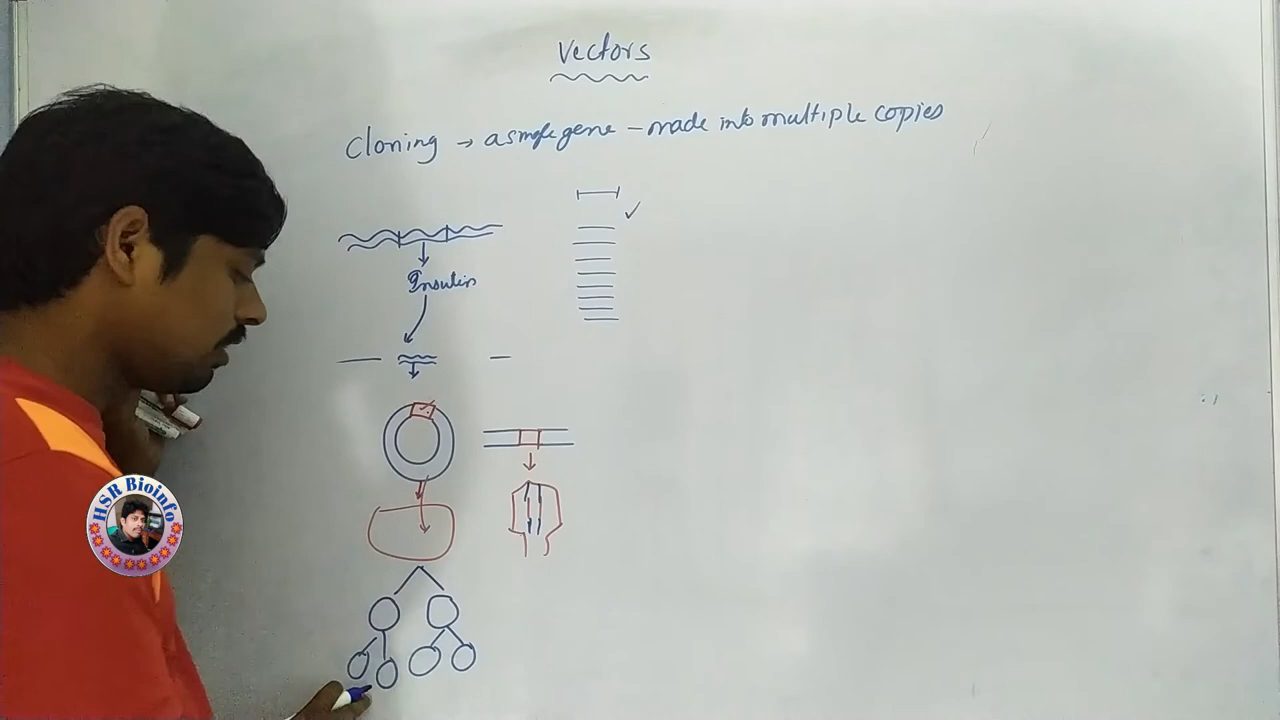 Vectors
cloning → a single gene – made into multiple copies
Insulin
HSR Bioinfo